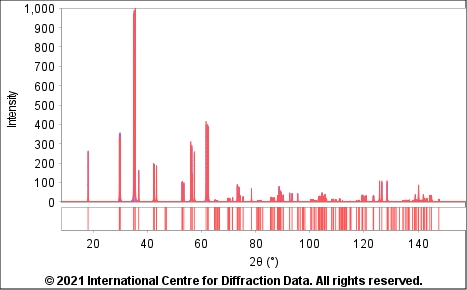 1,000
900
800
700
600
500
400
300
200
100
0
Intensity
20 40 60 80 100 120 140
2θ (°)
© 2021 International Centre for Diffraction Data. All rights reserved.